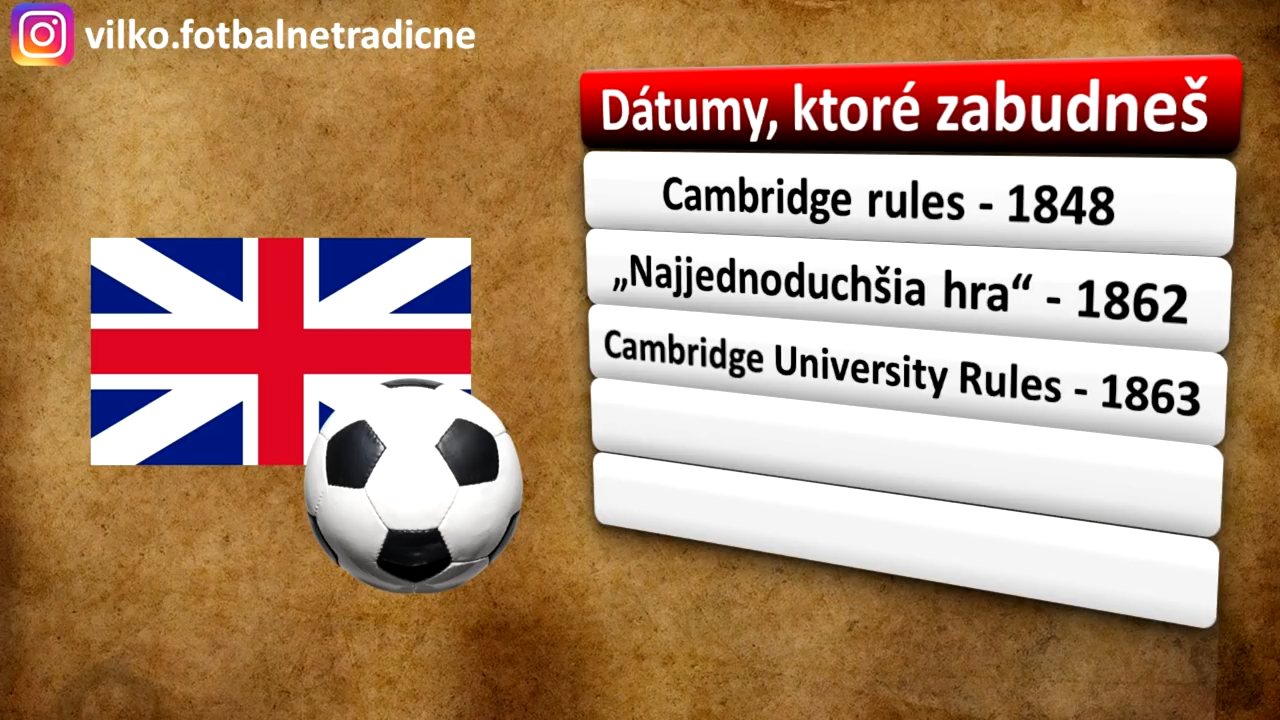 vilko.fotbalnetradicne
Dátumy, ktoré zabudneš
Cambridge rules - 1848
„Najjednoduchšia hra“ - 1862
Cambridge University Rules - 1863